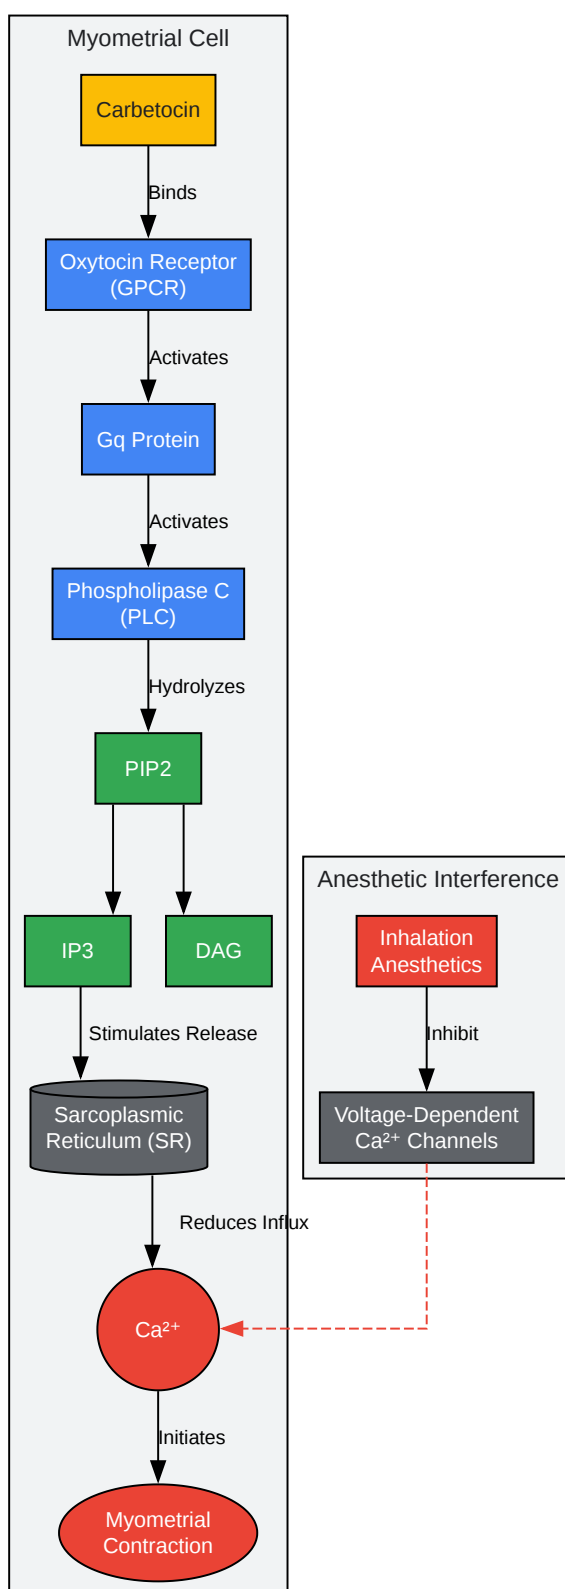 Myometrial Cell
Carbetocin
Binds
Oxytocin Receptor
(GPCR)
Activates
Gq Protein
Activates
Phospholipase C
(PLC)
Hydrolyzes
PIP2
IP3
DAG
Stimulates Release
Sarcoplasmic
Reticulum (SR)
Reduces Influx
Ca²⁺
Initiates
Myometrial
Contraction
Anesthetic Interference
Inhalation
Anesthetics
Inhibit
Voltage-Dependent
Ca²⁺ Channels